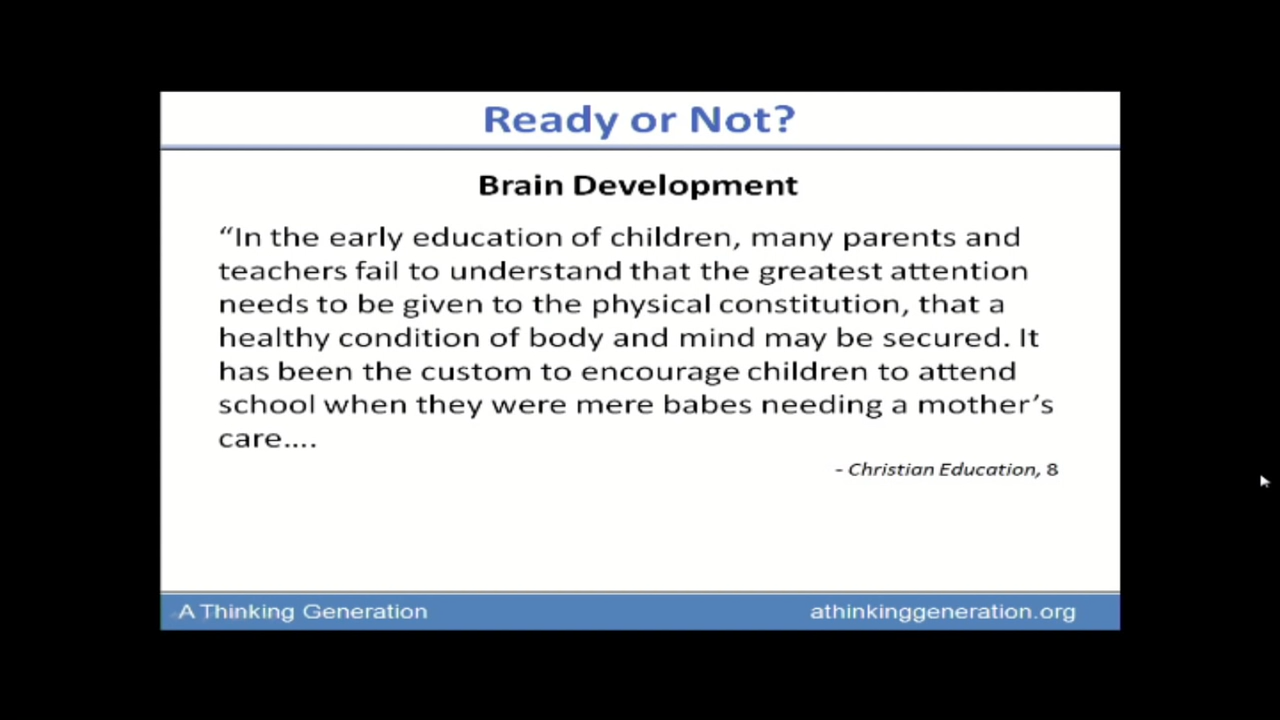 Ready or Not?
Brain Development
“In the early education of children, many parents and
teachers fail to understand that the greatest attention
needs to be given to the physical constitution, that a
healthy condition of body and mind may be secured. It
has been the custom to encourage children to attend
school when they were mere babes needing a mother’s
care….
- Christian Education, 8
A Thinking Generation
athinkinggeneration.org